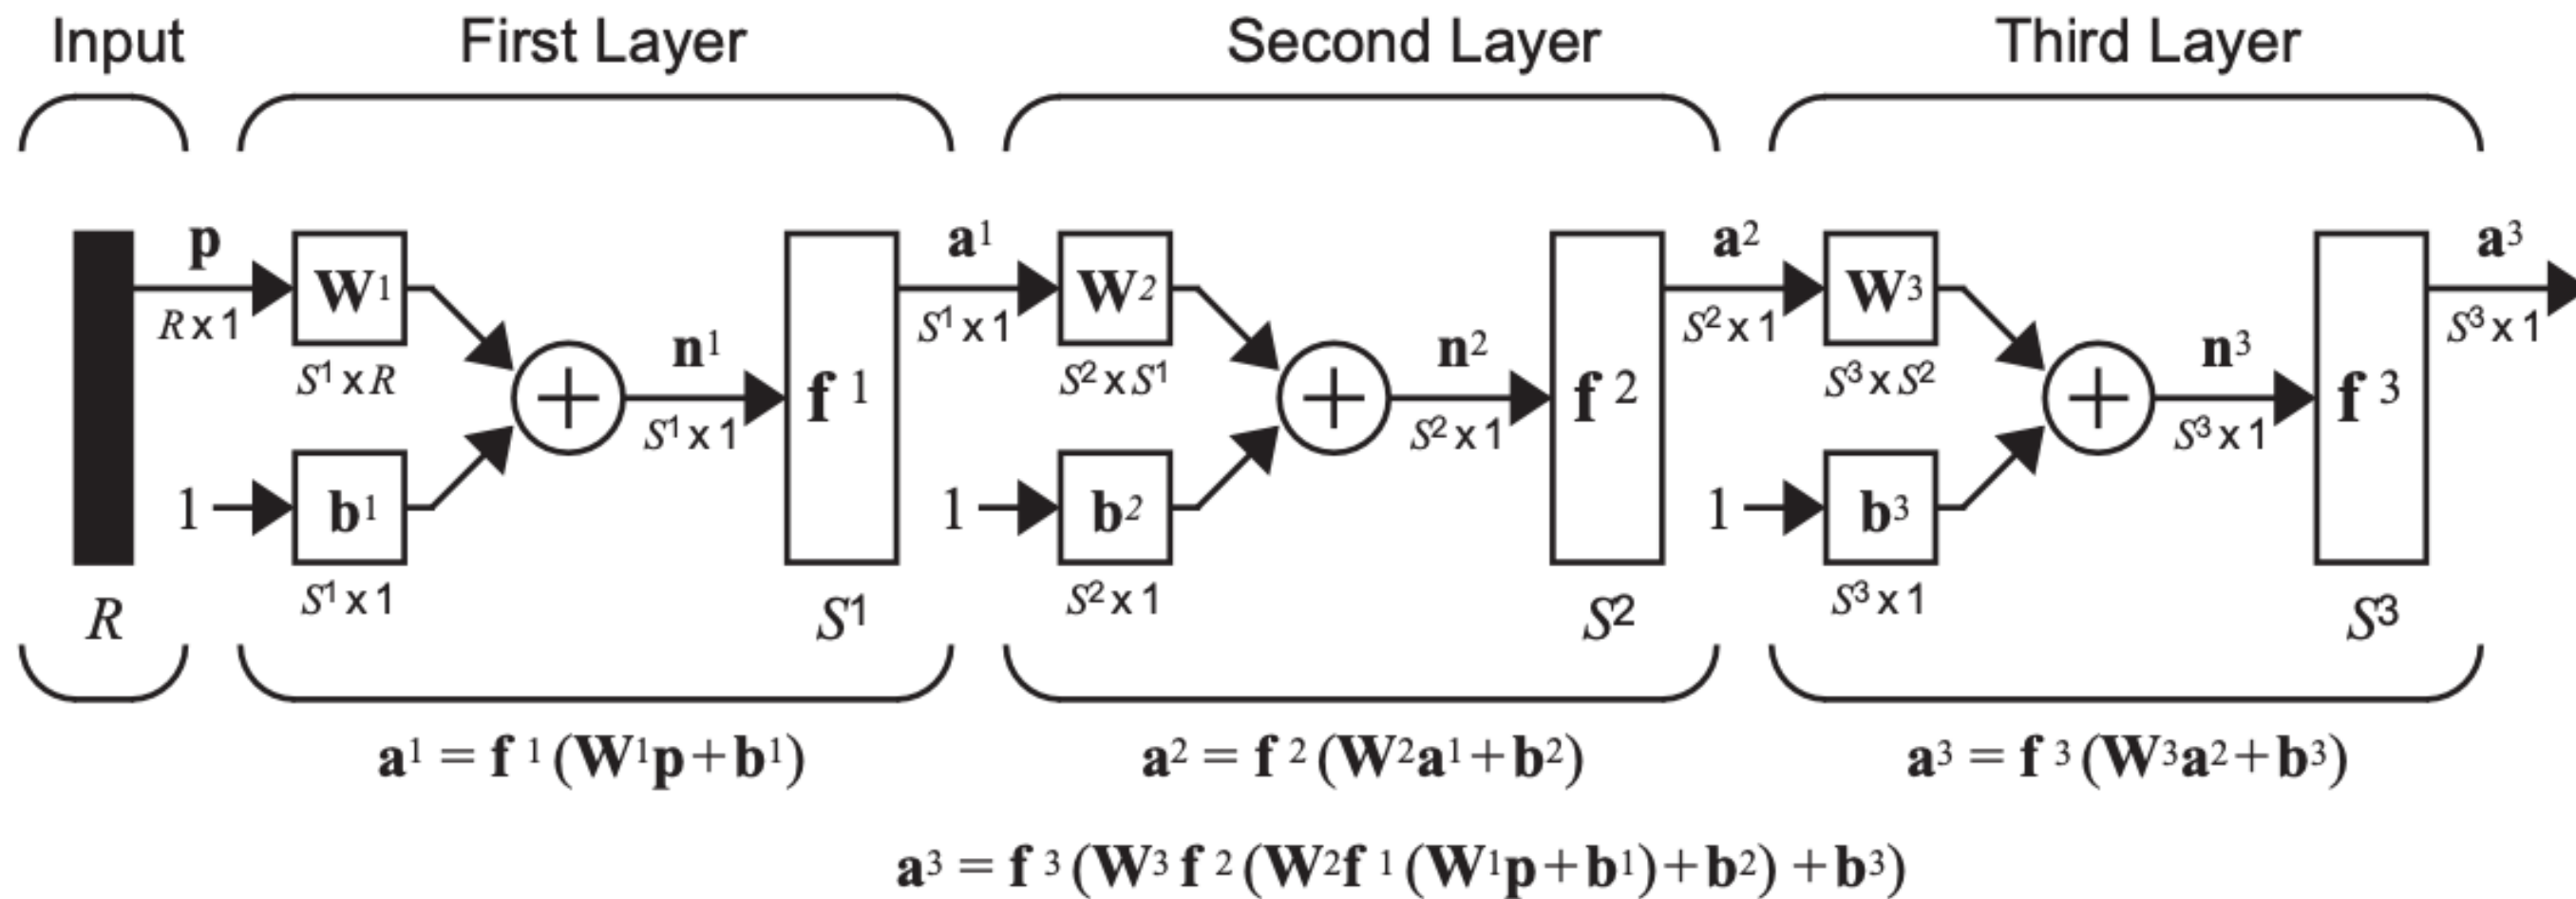 Input First Layer Second Layer Third Layer
p a¹ a² a³
W¹ W² W³
R x 1 S¹ x 1 S² x 1 S³ x 1
n¹ n² n³
S¹ x R S² x S¹ S³ x S²
f ¹ f ² f ³
S¹ x 1 S² x 1 S³ x 1
1 b¹ 1 b² 1 b³
S¹ x 1 S² x 1 S³ x 1
R S¹ S² S³
a¹ = f ¹ (W¹p + b¹) a² = f ² (W²a¹ + b²) a³ = f ³ (W³a² + b³)
a³ = f ³ (W³ f ² (W²f ¹ (W¹p + b¹) + b²) + b³)